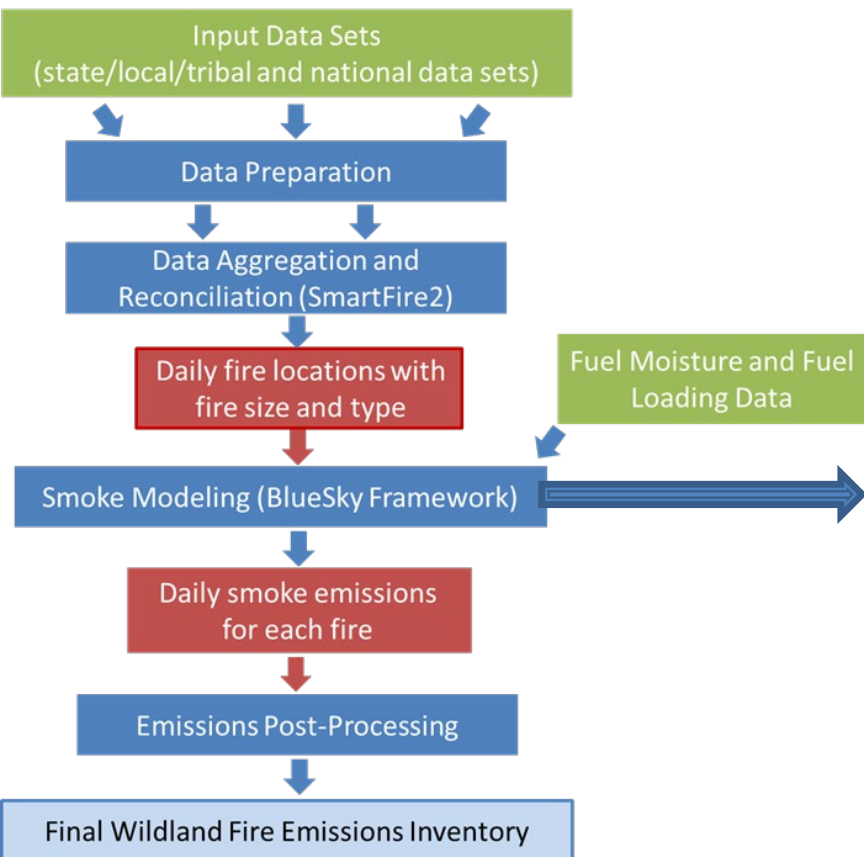 Input Data Sets
(state/local/tribal and national data sets)
Data Preparation
Data Aggregation and
Reconciliation (SmartFire2)
Daily fire locations with
fire size and type
Fuel Moisture and Fuel
Loading Data
Smoke Modeling (BlueSky Framework)
Daily smoke emissions
for each fire
Emissions Post-Processing
Final Wildland Fire Emissions Inventory